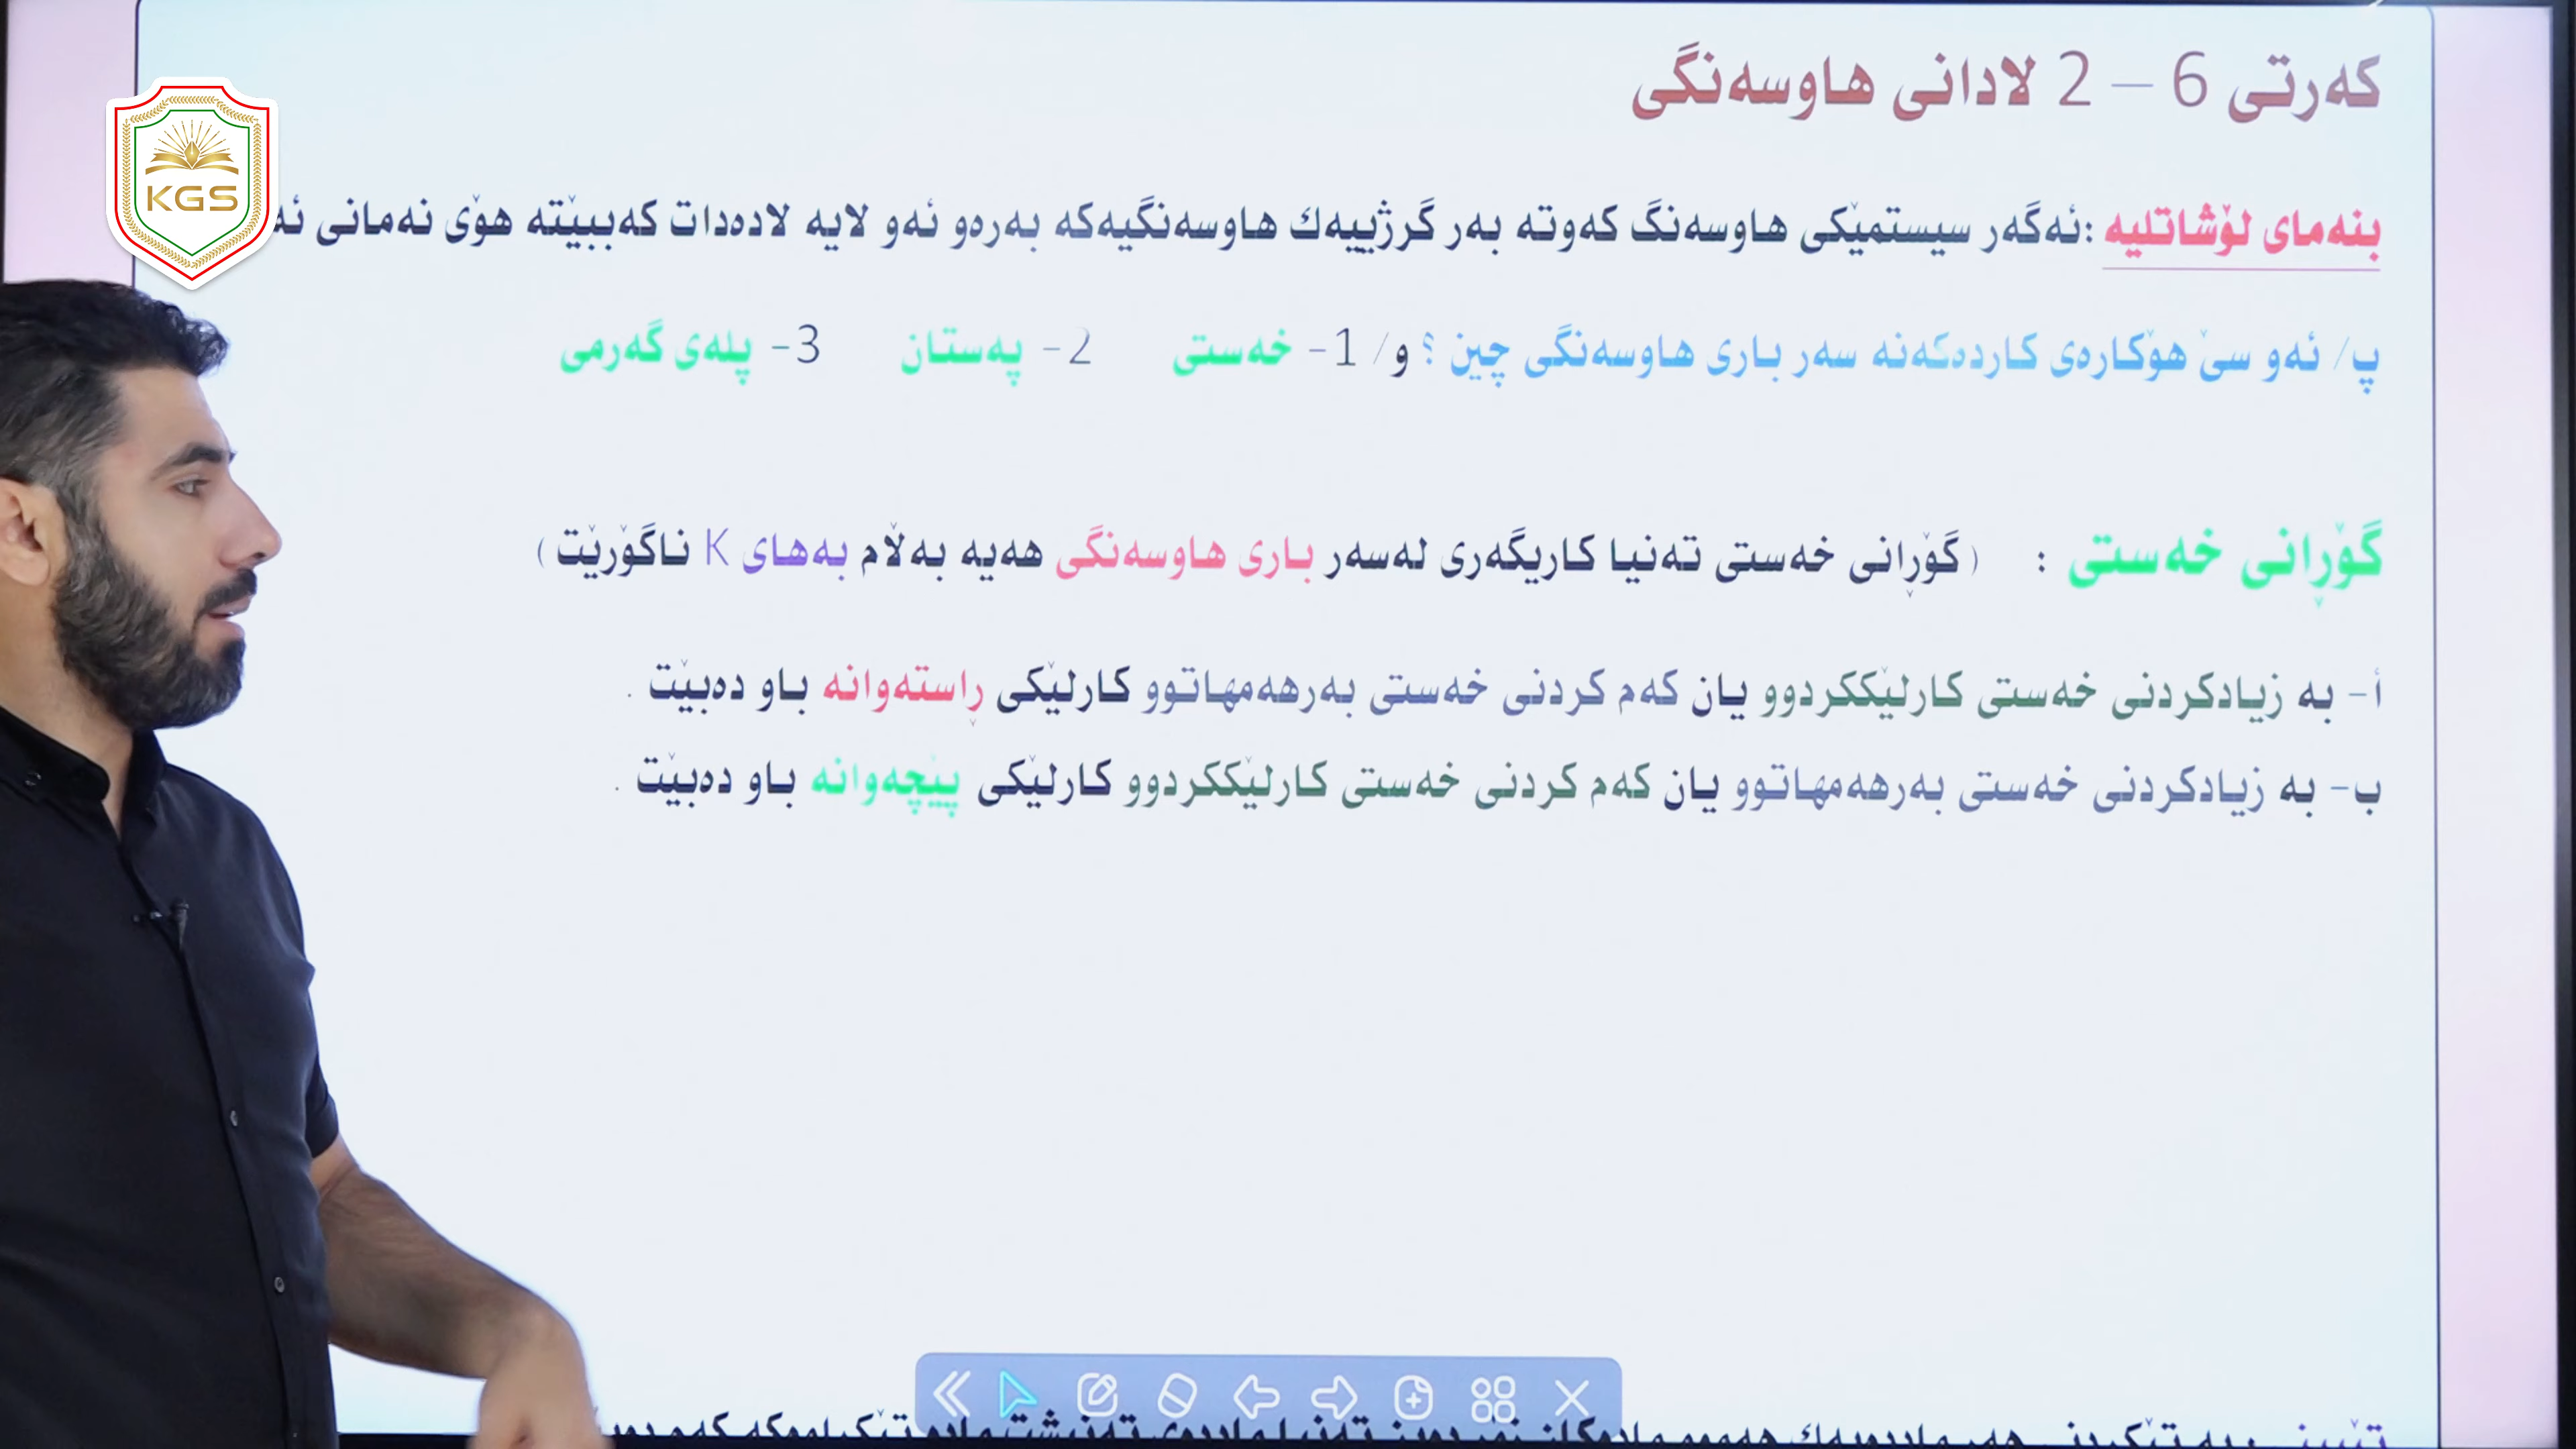 KGS
کەرتی 6 – 2 لادانی هاوسەنگی
بنەمای لۆشاتلیە :ئەگەر سیستمێکی هاوسەنگ کەوتە بەر گرژییەك هاوسەنگیەکە بەرەو ئەو لایە لادەدات کەببێتە هۆی نەمانی
پ/ ئەو سێ هۆکارەی کاردەکەنە سەر باری هاوسەنگی چین ؟ و/ 1- خەستی 2- پەستان 3- پلەی گەرمی
گۆڕانی خەستی : (گۆڕانی خەستی تەنیا کاریگەری لەسەر باری هاوسەنگی هەیە بەڵام بەهای K ناگۆڕێت )
أ- بە زیادکردنی خەستی کارلێککردوو یان کەم کردنی خەستی بەرهەمهاتوو کارلێکی ڕاستەوانە باو دەبێت .
ب- بە زیادکردنی خەستی بەرهەمهاتوو یان کەم کردنی خەستی کارلێککردوو کارلێکی پێچەوانە باو دەبێت .